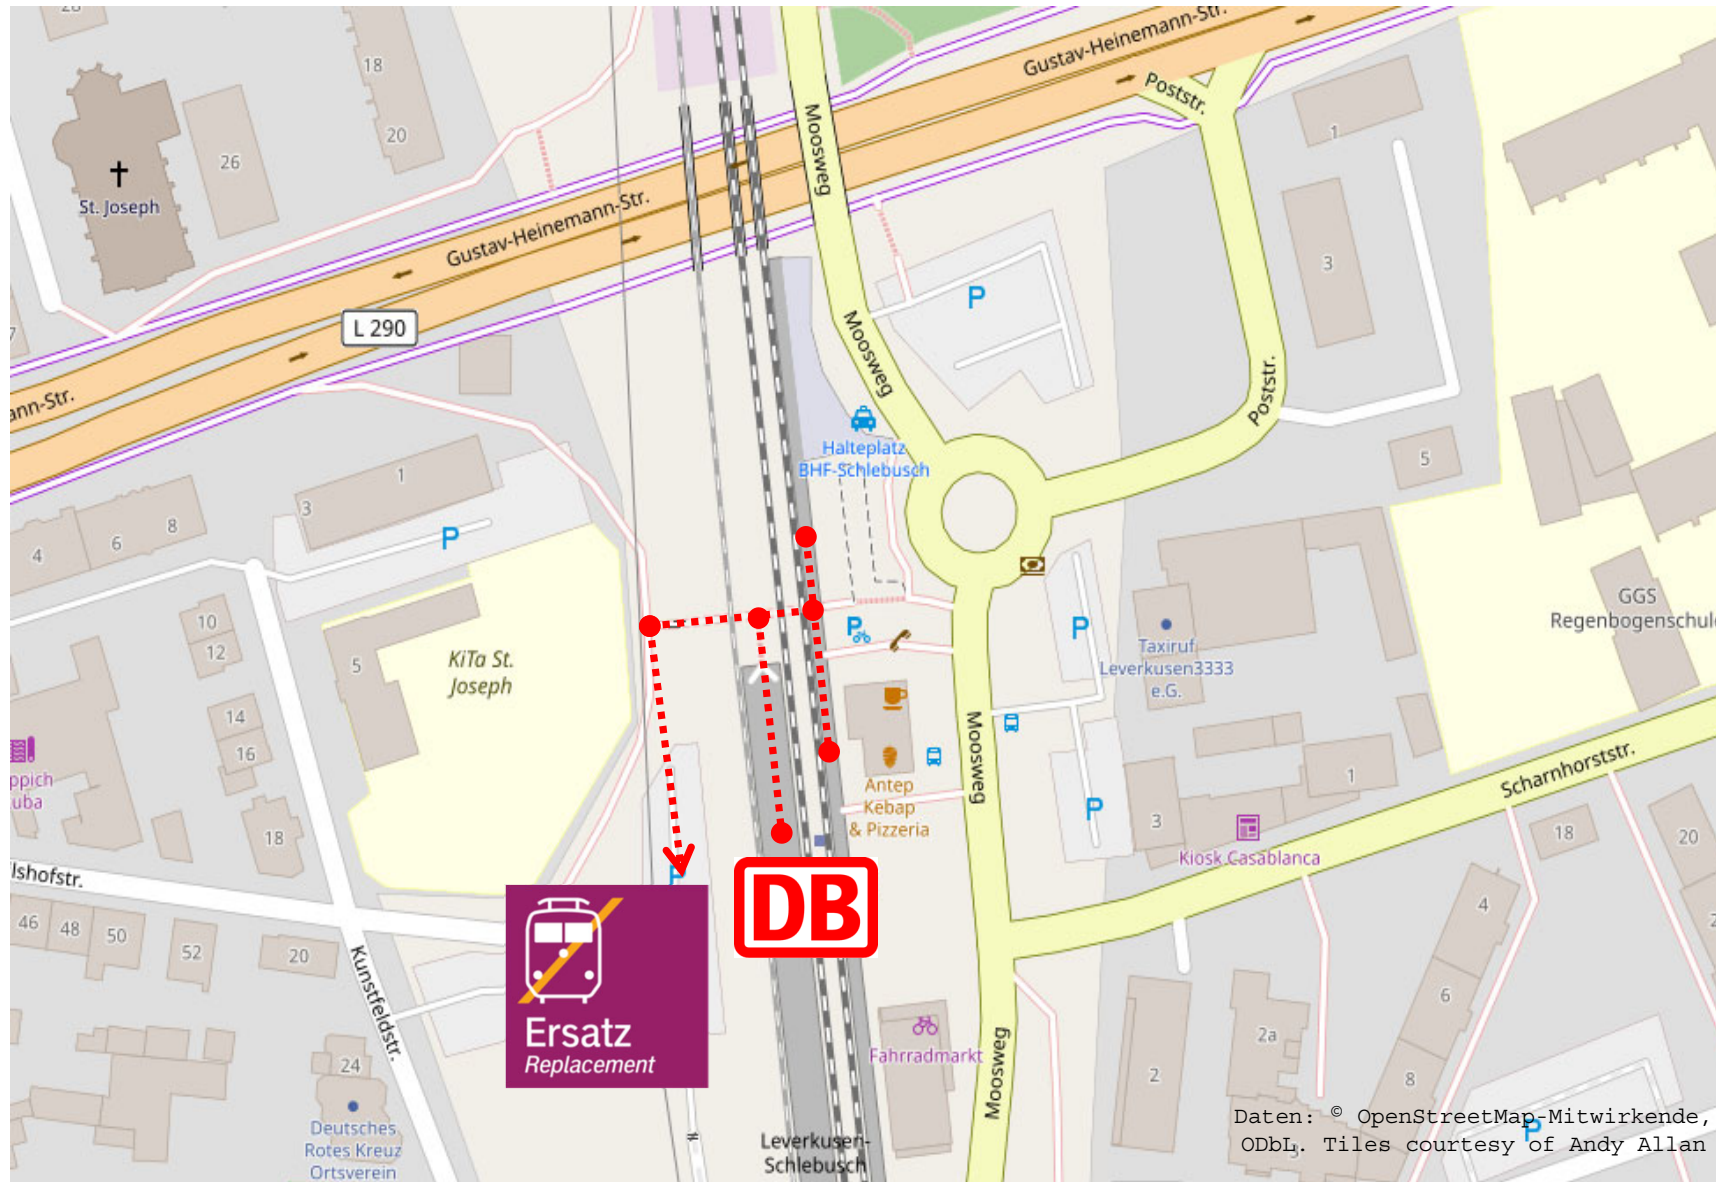 28
18
20
26
St. Joseph
Gustav-Heinemann-Str.
Gustav-Heinemann-Str.
Poststr.
Moosweg
1
3
L 290
ann-Str.
Moosweg
Poststr.
Halteplatz
BHF-Schlebusch
5
P
P
1
3
8
6
4
10
12
14
16
18
5
KiTa St.
Joseph
P
P
GGS
Regenbogenschul
Taxiruf
Leverkusen3333
e.G.
Moosweg
Antep
Kebap
& Pizzeria
P
P
3
1
Scharnhorststr.
Kiosk Casablanca
18
20
ppich
uba
lshofstr.
46
48
50
52
20
Kunstfeldstr.
DB
Ersatz
Replacement
Fahrradmarkt
Moosweg
2
2a
4
6
8
24
Deutsches
Rotes Kreuz
Ortsverein
Leverkusen-
Schlebusch
P
Daten: © OpenStreetMap-Mitwirkende,
ODbL. Tiles courtesy of Andy Allan